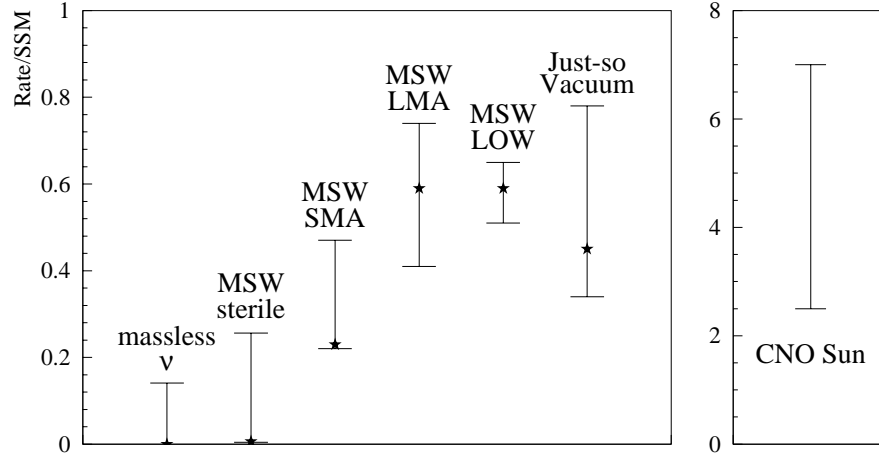 Rate/SSM
1
0.8
0.6
0.4
0.2
0
massless
ν
MSW
sterile
MSW
SMA
MSW
LMA
MSW
LOW
Just-so
Vacuum
8
6
4
2
0
CNO Sun